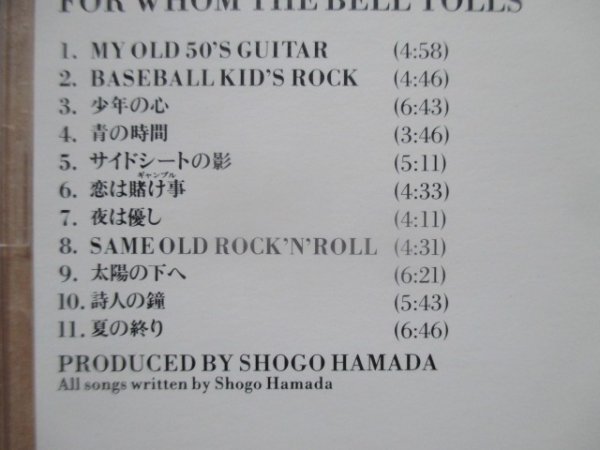 FOR WHOM THE BELL TOLLS
1. MY OLD 50'S GUITAR (4:58)
2. BASEBALL KID'S ROCK (4:46)
3. 少年の心 (6:43)
4. 青の時間 (3:46)
5. サイドシートの影 (5:11)
ギャンブル
6. 恋は賭け事 (4:33)
7. 夜は優し (4:11)
8. SAME OLD ROCK'N'ROLL (4:31)
9. 太陽の下へ (6:21)
10. 詩人の鐘 (5:43)
11. 夏の終り (6:46)
PRODUCED BY SHOGO HAMADA
All songs written by Shogo Hamada